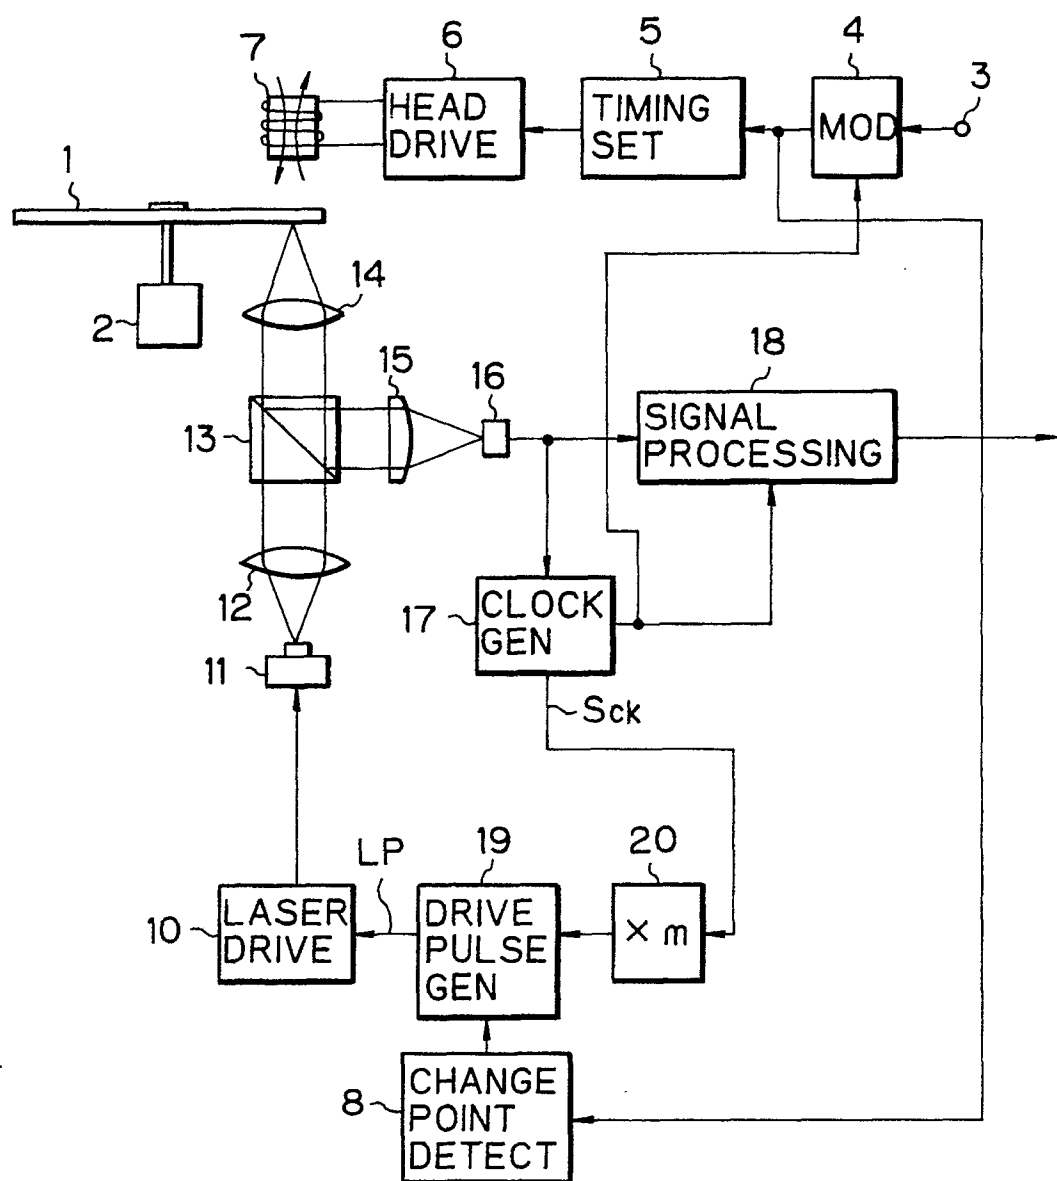 7
6
HEAD
DRIVE
5
TIMING
SET
4
MOD
3
1
2
14
15
16
13
18
SIGNAL
PROCESSING
12
17
CLOCK
GEN
11
Sck
LP
19
20
10
LASER
DRIVE
DRIVE
PULSE
GEN
× m
8
CHANGE
POINT
DETECT